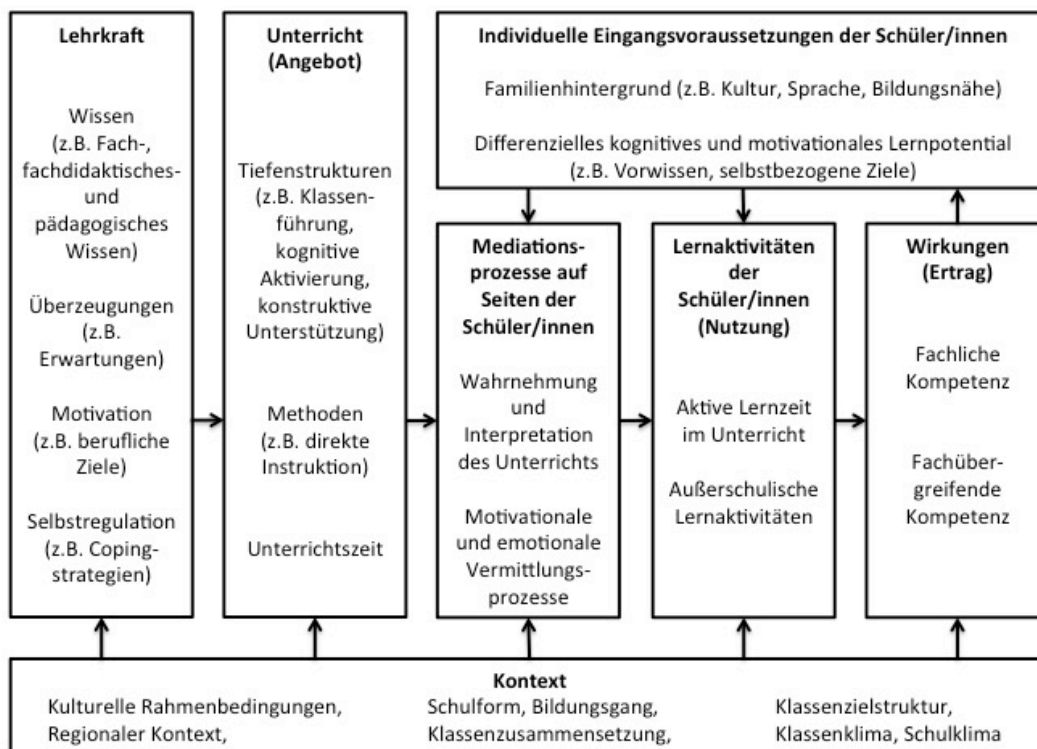 Lehrkraft
Wissen
(z.B. Fach-,
fachdidaktisches-
und
pädagogisches
Wissen)
Überzeugungen
(z.B.
Erwartungen)
Motivation
(z.B. berufliche
Ziele)
Selbstregulation
(z.B. Coping-
strategien)
Unterricht
(Angebot)
Tiefenstrukturen
(z.B. Klassen-
führung,
kognitive
Aktivierung,
konstruktive
Unterstützung)
Methoden
(z.B. direkte
Instruktion)
Unterrichtszeit
Individuelle Eingangsvoraussetzungen der Schüler/innen
Familienhintergrund (z.B. Kultur, Sprache, Bildungsnähe)
Differenzielles kognitives und motivationales Lernpotential
(z.B. Vorwissen, selbstbezogene Ziele)
Mediations-
prozesse auf
Seiten der
Schüler/innen
Wahrnehmung
und
Interpretation
des Unterrichts
Motivationale
und emotionale
Vermittlungs-
prozesse
Lernaktivitäten
der
Schüler/innen
(Nutzung)
Aktive Lernzeit
im Unterricht
Außerschulische
Lernaktivitäten
Wirkungen
(Ertrag)
Fachliche
Kompetenz
Fachüber-
greifende
Kompetenz
Kontext
Kulturelle Rahmenbedingungen,
Regionaler Kontext,
Schulform, Bildungsgang,
Klassenzusammensetzung,
Klassenzielstruktur,
Klassenklima, Schulklima